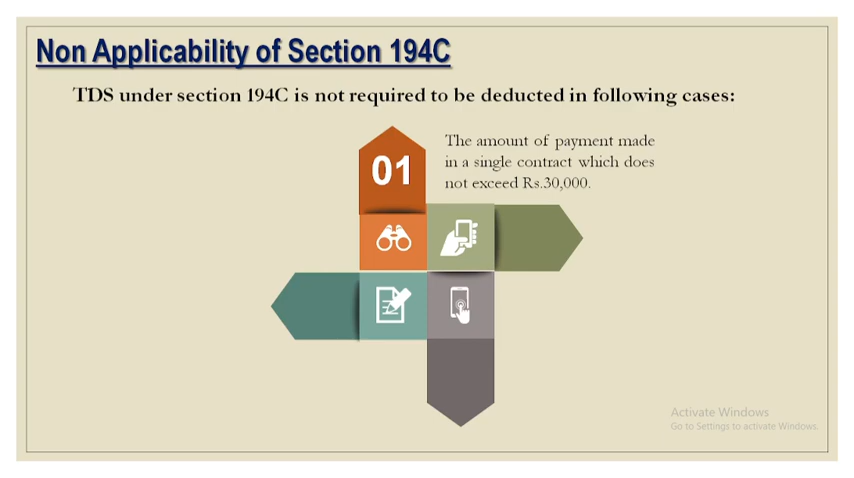 Non Applicability of Section 194C
TDS under section 194C is not required to be deducted in following cases:
01
The amount of payment made
in a single contract which does
not exceed Rs.30,000.
Activate Windows
Go to Settings to activate Windows.